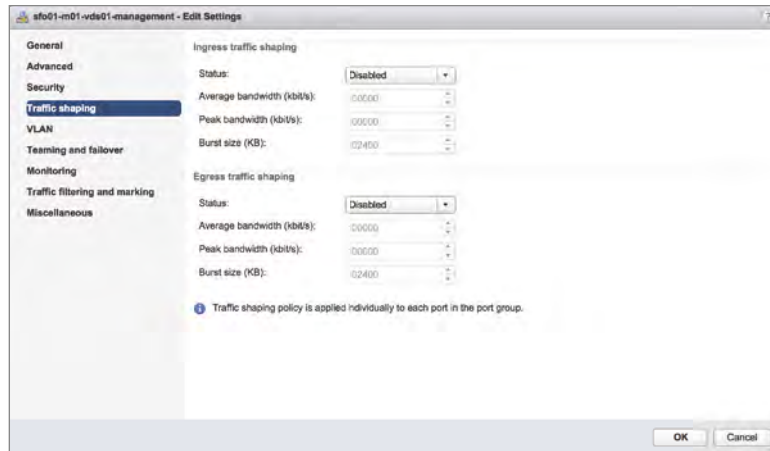 sfo01-m01-vds01-management - Edit Settings
General
Advanced
Security
Traffic shaping
VLAN
Teaming and failover
Monitoring
Traffic filtering and marking
Miscellaneous
Ingress traffic shaping
Status: Disabled
Average bandwidth (kbit/s):
Peak bandwidth (kbit/s):
Burst size (KB): 02400
Egress traffic shaping
Status: Disabled
Average bandwidth (kbit/s):
Peak bandwidth (kbit/s):
Burst size (KB): 02400
Traffic shaping policy is applied individually to each port in the port group.
OK Cancel